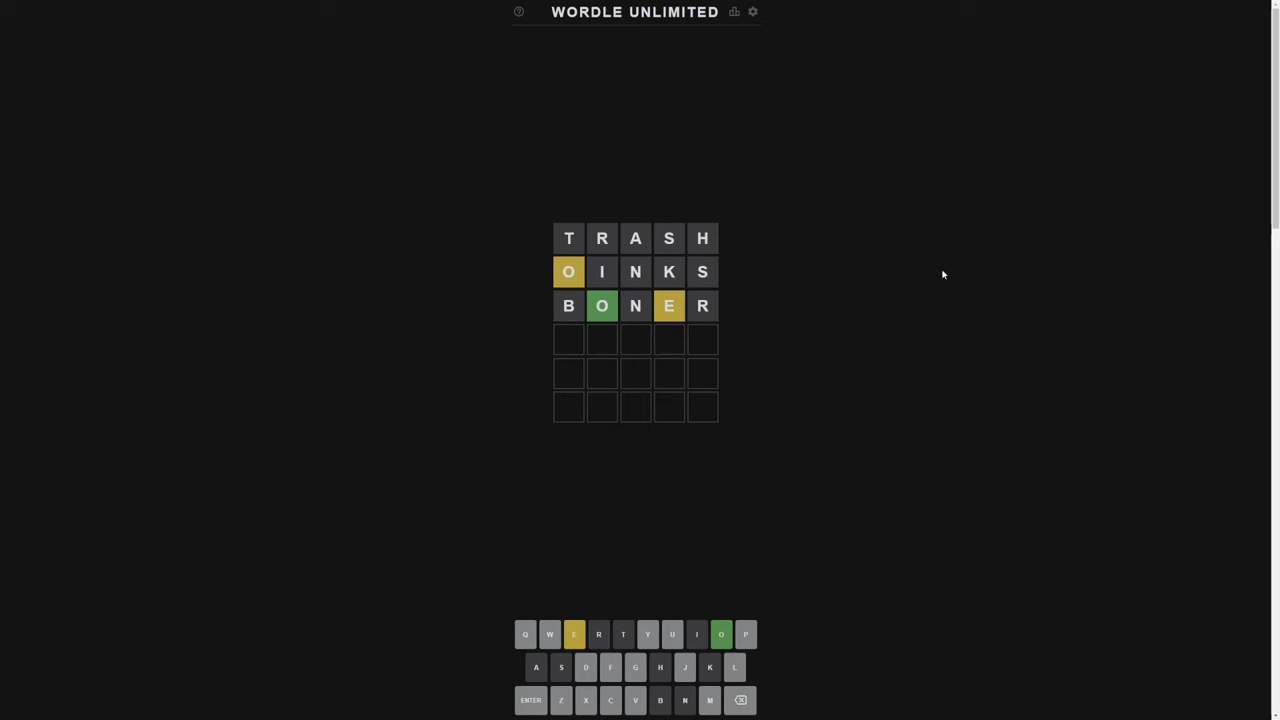 WORDLE UNLIMITED
T R A S H
O I N K S
B O N E R
Q W E R T Y U I O P
A S D F G H J K L
ENTER Z X C V B N M